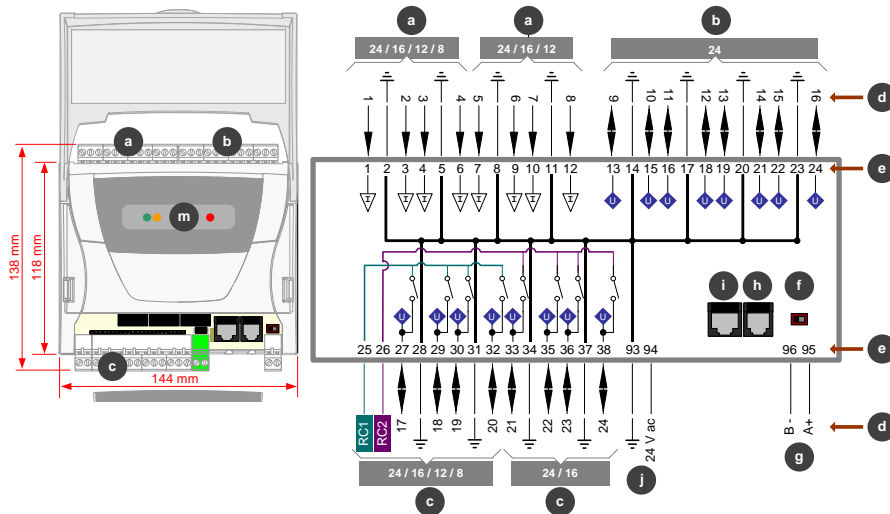 a
a
b
24 / 16 / 12 / 8
24 / 16 / 12
24
1 2 3 4 5 6 7 8 9 10 11 12 13 14 15 16
d
a
b
1 2 3 5 6 7 8 9 10 11 12 13 14 15 16 17 18 19 20 21 22 23 24
e
I I I I I I I I U U U U U U U U
m
138 mm
118 mm
i
h
f
U U U U U U U U
c
25 26 27 28 29 30 31 32 33 34 35 36 37 38 93 94 96 95
e
144 mm
RC1
RC2
17 18 19 20 21 22 23 24
24 V ac
B -
A+
d
24 / 16 / 12 / 8
24 / 16
j
g
c
c